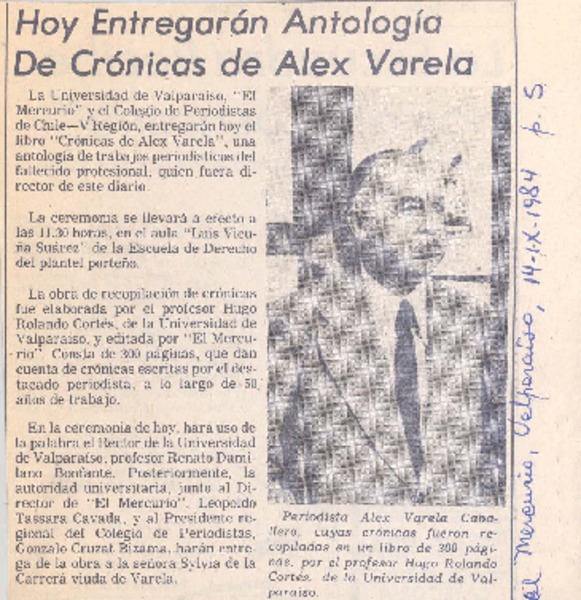 Hoy Entregarán Antología
De Crónicas de Alex Varela
La Universidad de Valparaíso, "El
Mercurio" y el Colegio de Periodistas
de Chile—V Región, entregarán hoy el
libro "Crónicas de Alex Varela", una
antología de trabajos periodísticos del
fallecido profesional, quien fuera di-
rector de este diario.
La ceremonia se llevará a efecto a
las 11.30 horas, en el aula "Luis Vicu-
ña Suárez" de la Escuela de Derecho
del plantel porteño.
La obra de recopilación de crónicas
fue elaborada por el profesor Hugo
Rolando Cortés, de la Universidad de
Valparaíso, y editada por "El Mercu-
rio". Consta de 300 páginas, que dan
cuenta de crónicas escritas por el des-
tacado periodista, a lo largo de 50
años de trabajo.
En la ceremonia de hoy, hará uso de
la palabra el Rector de la Universidad
de Valparaíso, profesor Renato Dami-
lano Bonfante. Posteriormente, la
autoridad universitaria, junto al Di-
rector de "El Mercurio", Leopoldo
Tassara Cavada, y al Presidente re-
gional del Colegio de Periodistas,
Gonzalo Cruzat Bizama, harán entre-
ga de la obra a la señora Sylvia de la
Carrera viuda de Varela.
Periodista Alex Varela Caba-
llero, cuyas crónicas fueron re-
copiladas en un libro de 300 pági-
nas, por el profesor Hugo Rolando
Cortés, de la Universidad de Val-
paraíso.
El Mercurio, Valparaíso, 14-IX-1984 p. 5.